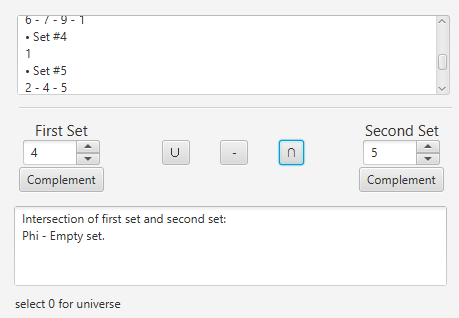 6 - 7 - 9 - 1
• Set #4
1
• Set #5
2 - 4 - 5
First Set Second Set
4 ∪ - ∩ 5
Complement Complement
Intersection of first set and second set:
Phi - Empty set.
select 0 for universe